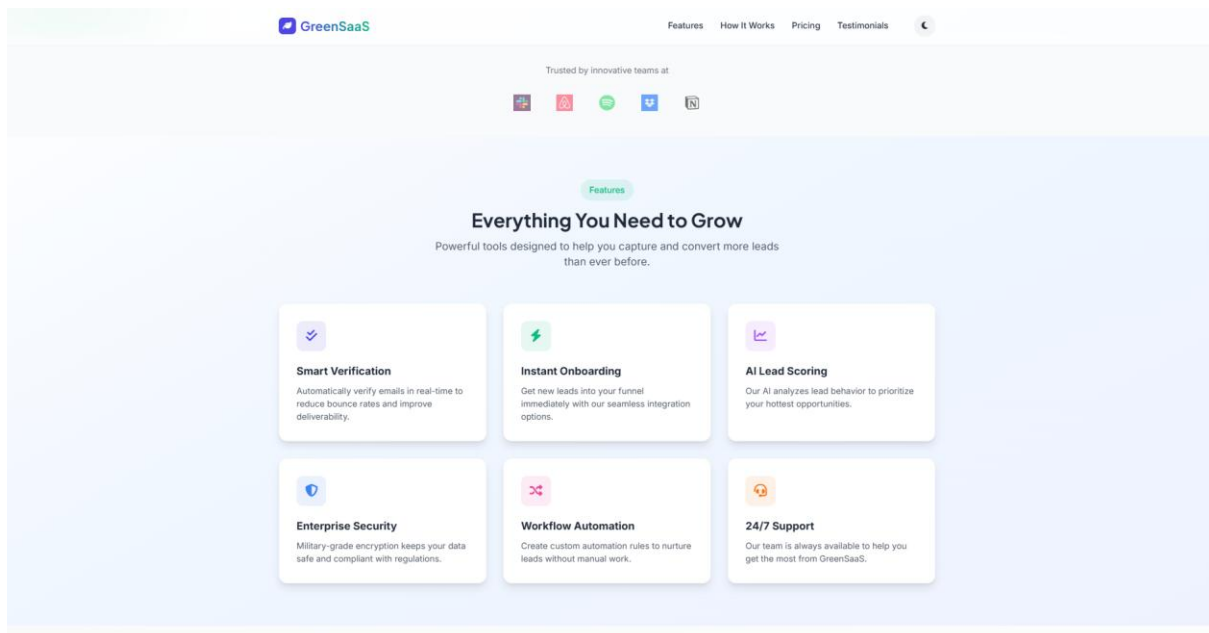 GreenSaaS
Features
How It Works
Pricing
Testimonials
Trusted by innovative teams at
N
Features
Everything You Need to Grow
Powerful tools designed to help you capture and convert more leads
than ever before.
Smart Verification
Automatically verify emails in real-time to
reduce bounce rates and improve
deliverability.
Instant Onboarding
Get new leads into your funnel
immediately with our seamless integration
options.
AI Lead Scoring
Our AI analyzes lead behavior to prioritize
your hottest opportunities.
Enterprise Security
Military-grade encryption keeps your data
safe and compliant with regulations.
Workflow Automation
Create custom automation rules to nurture
leads without manual work.
24/7 Support
Our team is always available to help you
get the most from GreenSaaS.